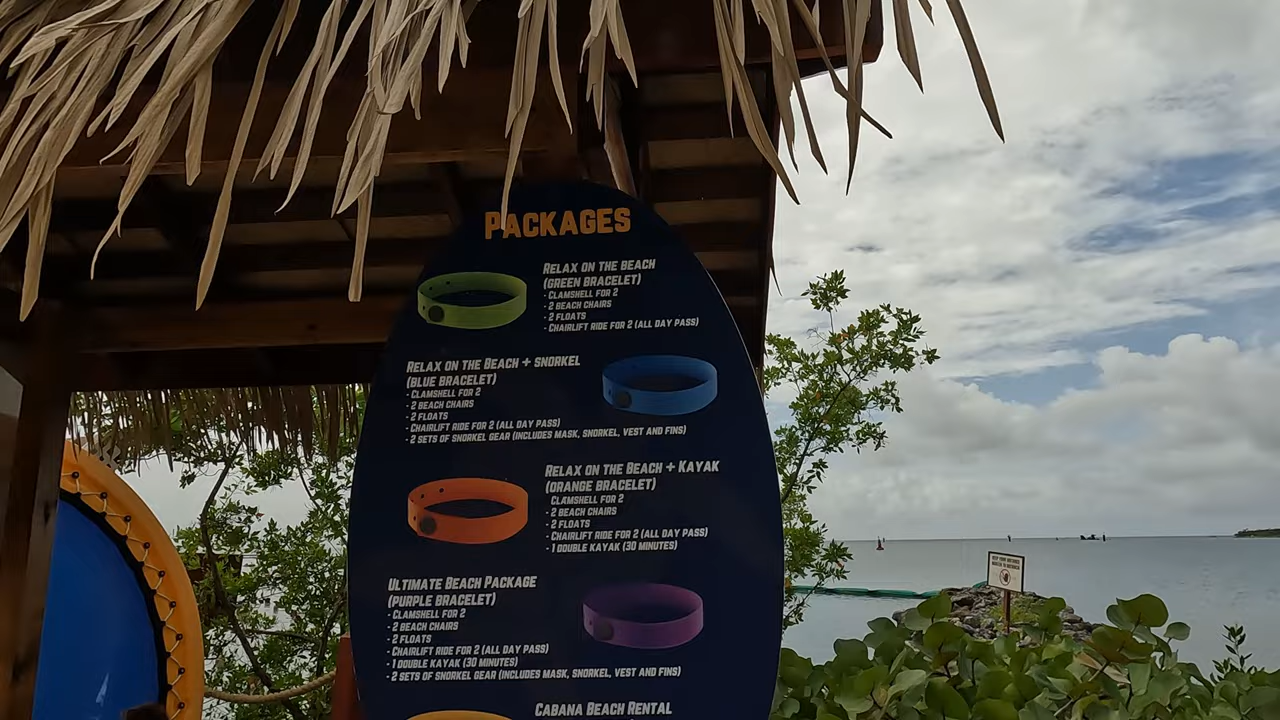 PACKAGES
RELAX ON THE BEACH
(GREEN BRACELET)
- CLAMSHELL FOR 2
- 2 BEACH CHAIRS
- 2 FLOATS
- CHAIRLIFT RIDE FOR 2 (ALL DAY PASS)
RELAX ON THE BEACH + SNORKEL
(BLUE BRACELET)
- CLAMSHELL FOR 2
- 2 BEACH CHAIRS
- 2 FLOATS
- CHAIRLIFT RIDE FOR 2 (ALL DAY PASS)
- 2 SETS OF SNORKEL GEAR (INCLUDES MASK, SNORKEL, VEST AND FINS)
RELAX ON THE BEACH + KAYAK
(ORANGE BRACELET)
CLAMSHELL FOR 2
- 2 BEACH CHAIRS
- 2 FLOATS
- CHAIRLIFT RIDE FOR 2 (ALL DAY PASS)
- 1 DOUBLE KAYAK (30 MINUTES)
ULTIMATE BEACH PACKAGE
(PURPLE BRACELET)
- CLAMSHELL FOR 2
- 2 BEACH CHAIRS
- 2 FLOATS
- CHAIRLIFT RIDE FOR 2 (ALL DAY PASS)
- 1 DOUBLE KAYAK (30 MINUTES)
- 2 SETS OF SNORKEL GEAR (INCLUDES MASK, SNORKEL, VEST AND FINS)
CABANA BEACH RENTAL